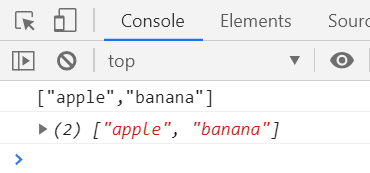 Console Elements Sourc
top
["apple","banana"]
(2) ["apple", "banana"]